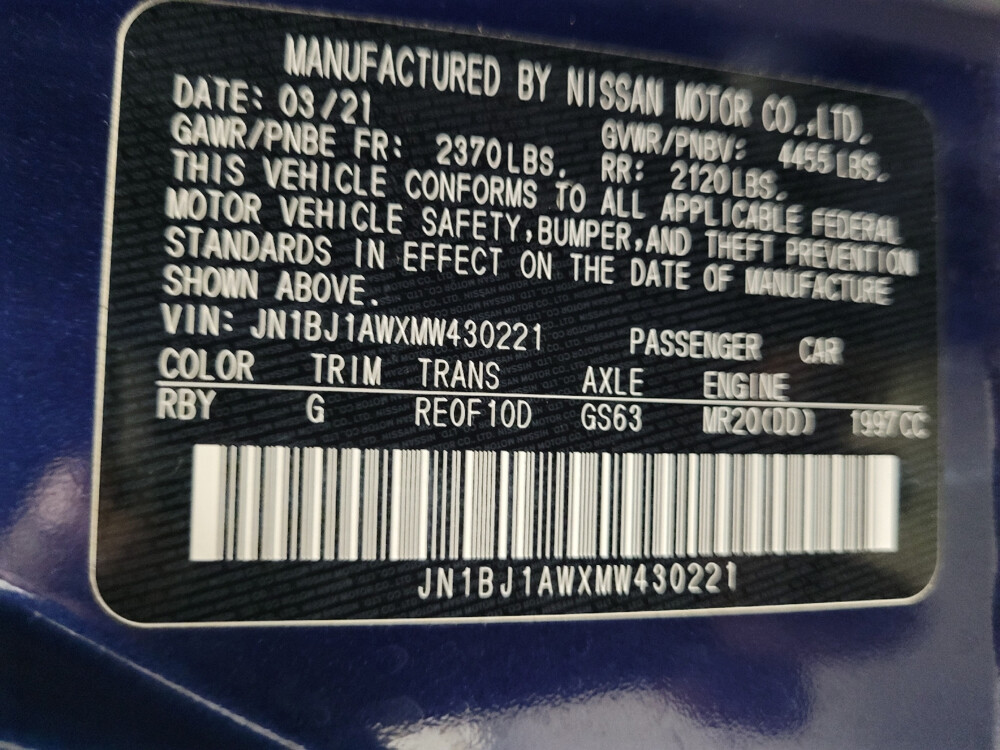 MANUFACTURED BY NISSAN MOTOR CO.,LTD.
DATE: 03/21 GVWR/PNBV: 4455 LBS.
GAWR/PNBE FR: 2370LBS. RR: 2120LBS.
THIS VEHICLE CONFORMS TO ALL APPLICABLE FEDERAL
MOTOR VEHICLE SAFETY,BUMPER,AND THEFT PREVENTION
STANDARDS IN EFFECT ON THE DATE OF MANUFACTURE
SHOWN ABOVE.
VIN: JN1BJ1AWXMW430221 PASSENGER CAR
COLOR TRIM TRANS AXLE ENGINE
RBY G RE0F10D GS63 MR20(DD) 1997CC
JN1BJ1AWXMW430221